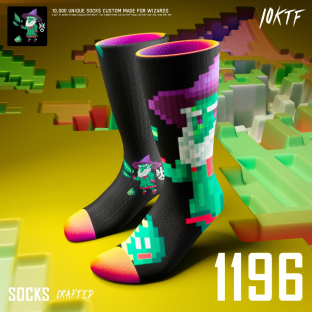 10,000 UNIQUE SOCKS CUSTOM MADE FOR WIZARDS
10KTF
1196
SOCKS CRAFTED